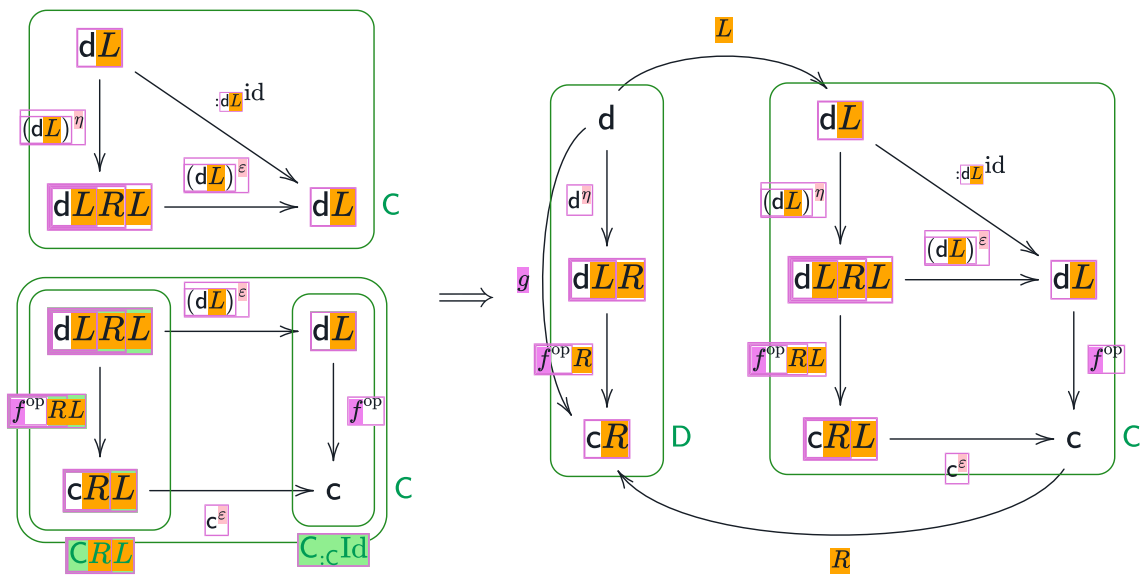 dL
:dL id
(dL)^η
(dL)^ε
dLRL
dL
C
dLRL
(dL)^ε
dL
f^op RL
f^op
cRL
c
C
c^ε
CRL
C:C Id
⟹
L
d
g
d^η
dLR
f^op R
cR
D
dL
:dL id
(dL)^η
(dL)^ε
dLRL
dL
f^op RL
f^op
cRL
c
C
c^ε
R